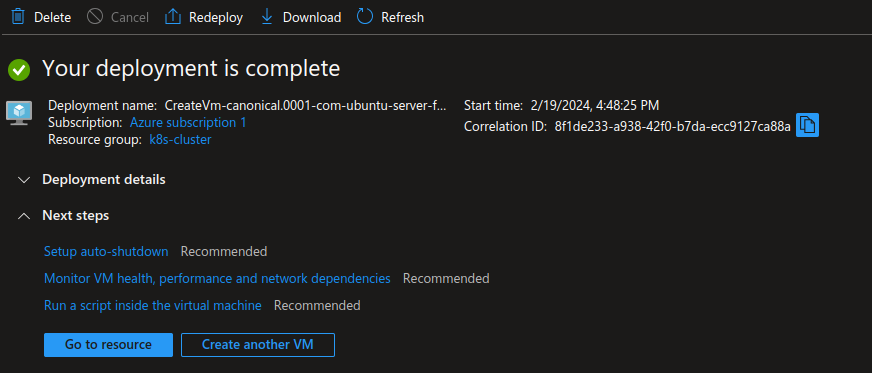 Delete Cancel Redeploy Download Refresh
Your deployment is complete
Deployment name: CreateVm-canonical.0001-com-ubuntu-server-f...
Subscription: Azure subscription 1
Resource group: k8s-cluster
Start time: 2/19/2024, 4:48:25 PM
Correlation ID: 8f1de233-a938-42f0-b7da-ecc9127ca88a
Deployment details
Next steps
Setup auto-shutdown Recommended
Monitor VM health, performance and network dependencies Recommended
Run a script inside the virtual machine Recommended
Go to resource Create another VM